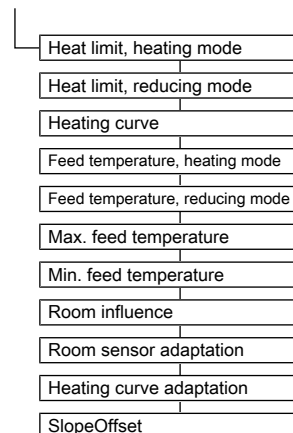 Heat limit, heating mode
Heat limit, reducing mode
Heating curve
Feed temperature, heating mode
Feed temperature, reducing mode
Max. feed temperature
Min. feed temperature
Room influence
Room sensor adaptation
Heating curve adaptation
SlopeOffset